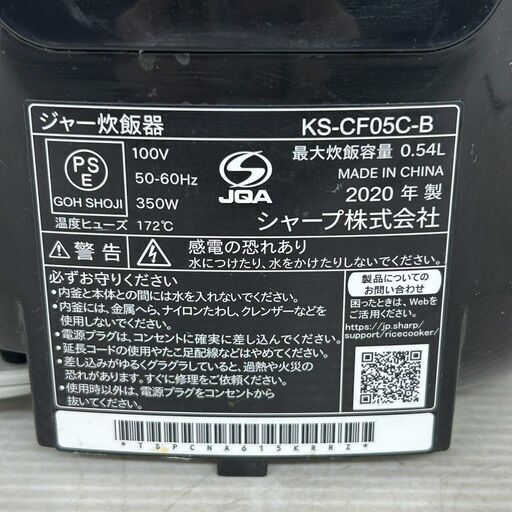 ジャー炊飯器 KS-CF05C-B
PS
E
GOH SHOJI
100V
50-60Hz
350W
温度ヒューズ 172℃
JQA
最大炊飯容量 0.54L
MADE IN CHINA
2020 年製
シャープ株式会社
警告
感電の恐れあり
水につけたり、水をかけたりしないでください。
必ずお守りください
・内釜と本体との間には水を入れないでください。
・内釜には、金属へら、ナイロンたわし、クレンザーなどを
使用しないでください。
・電源プラグは、コンセントに確実に差し込んでください。
・延長コードの使用やたこ足配線などはやめてください。
・差し込みがゆるくグラグラしていると、過熱や火災の
恐れがあります。すぐに修理をご依頼ください。
・使用時以外は、電源プラグをコンセントから
抜いてください。
製品についての
お問い合わせ
困ったときは、Webを
ご活用ください。
https://jp.sharp/
support/ricecooker/
*TSPCNA615KRRZ*